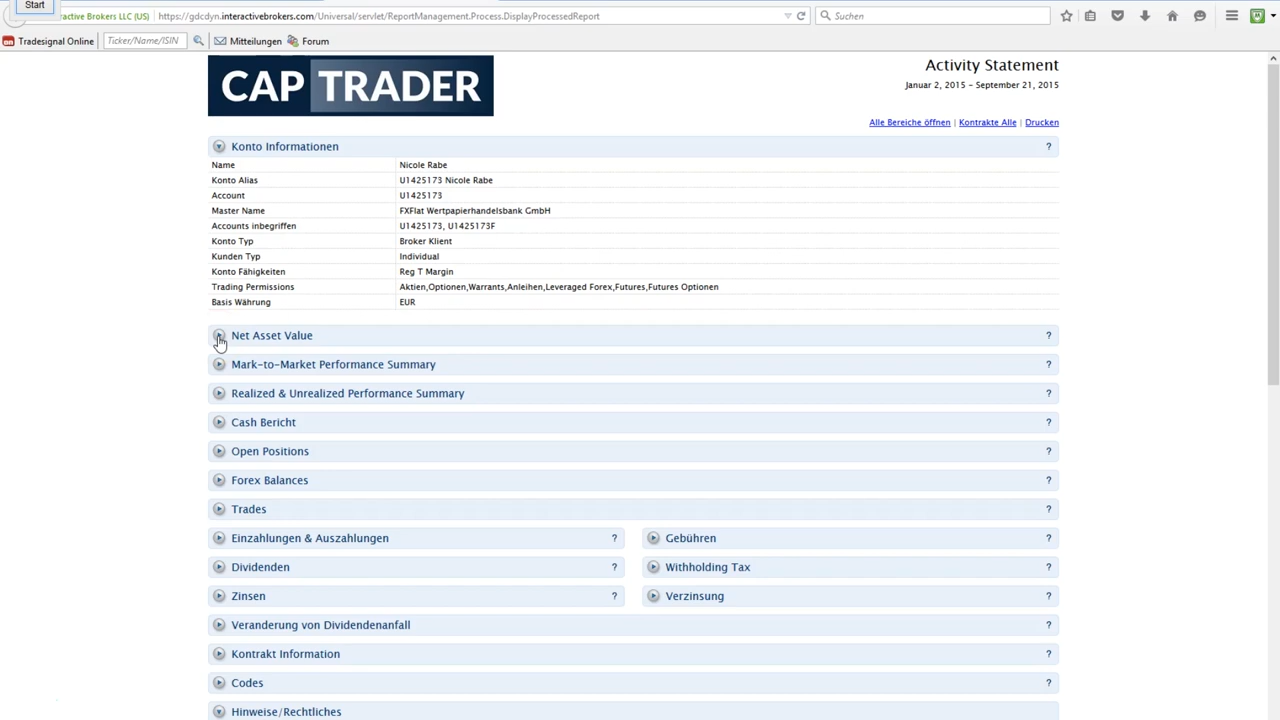 Start
eractive Brokers LLC (US)
https://gdcdyn.interactivebrokers.com/Universal/servlet/ReportManagement.Process.DisplayProcessedReport
Suchen
Tradesignal Online
Ticker/Name/ISIN
Mitteilungen
Forum
CAP TRADER
Activity Statement
Januar 2, 2015 - September 21, 2015
Alle Bereiche öffnen | Kontrakte Alle | Drucken
Konto Informationen ?
Name Nicole Rabe
Konto Alias U1425173 Nicole Rabe
Account U1425173
Master Name FXFlat Wertpapierhandelsbank GmbH
Accounts inbegriffen U1425173, U1425173F
Konto Typ Broker Klient
Kunden Typ Individual
Konto Fähigkeiten Reg T Margin
Trading Permissions Aktien,Optionen,Warrants,Anleihen,Leveraged Forex,Futures,Futures Optionen
Basis Währung EUR
Net Asset Value ?
Mark-to-Market Performance Summary ?
Realized & Unrealized Performance Summary ?
Cash Bericht ?
Open Positions ?
Forex Balances ?
Trades ?
Einzahlungen & Auszahlungen ? Gebühren ?
Dividenden ? Withholding Tax ?
Zinsen ? Verzinsung ?
Veranderung von Dividendenanfall ?
Kontrakt Information ?
Codes ?
Hinweise/Rechtliches ?